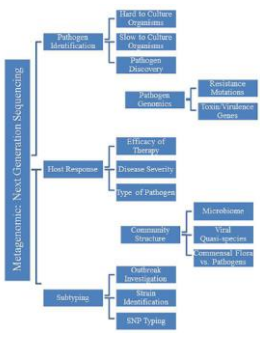 Metagenomic: Next Generation Sequencing
Pathogen
Identification
Hard to Culture
Organisms
Slow to Culture
Organisms
Pathogen
Discovery
Pathogen
Genomics
Resistance
Mutations
Toxin/Virulence
Genes
Host Response
Efficacy of
Therapy
Disease Severity
Type of Pathogen
Community
Structure
Microbiome
Viral
Quasi-species
Commensal Flora
vs. Pathogens
Subtyping
Outbreak
Investigation
Strain
Identification
SNP Typing